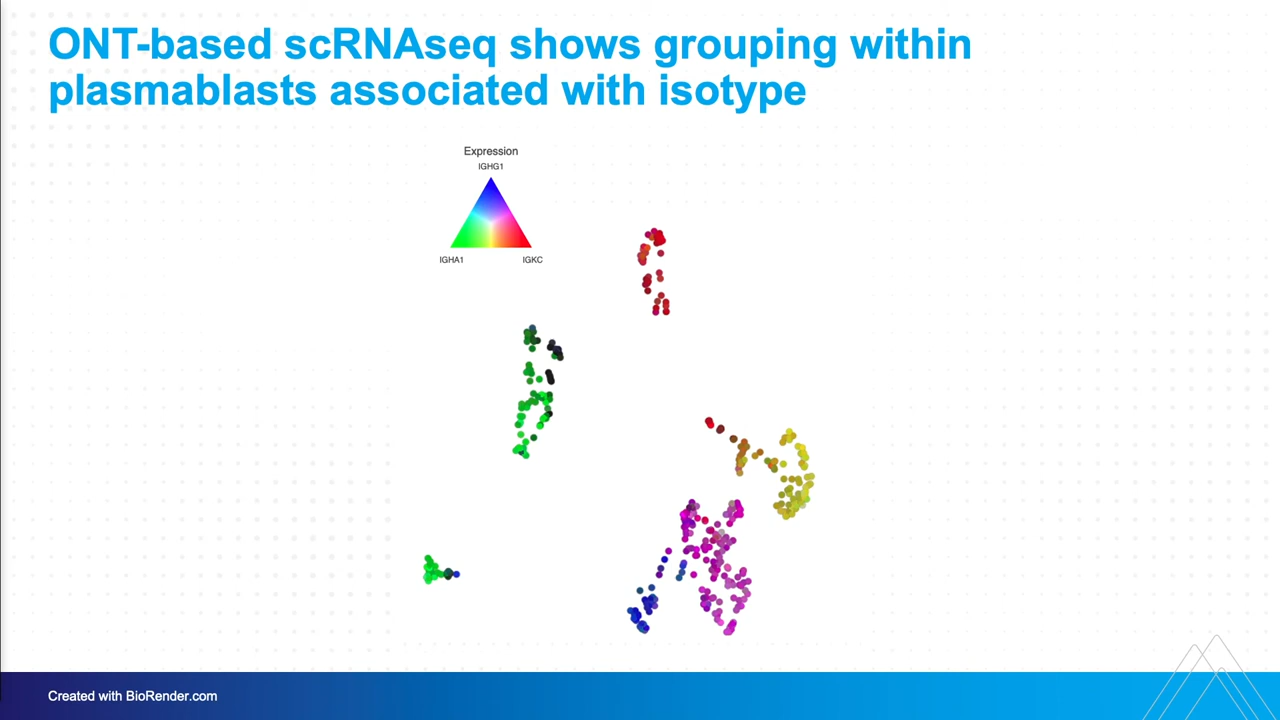 ONT-based scRNAseq shows grouping within
plasmablasts associated with isotype
Expression
IGHG1
IGHA1
IGKC
Created with BioRender.com